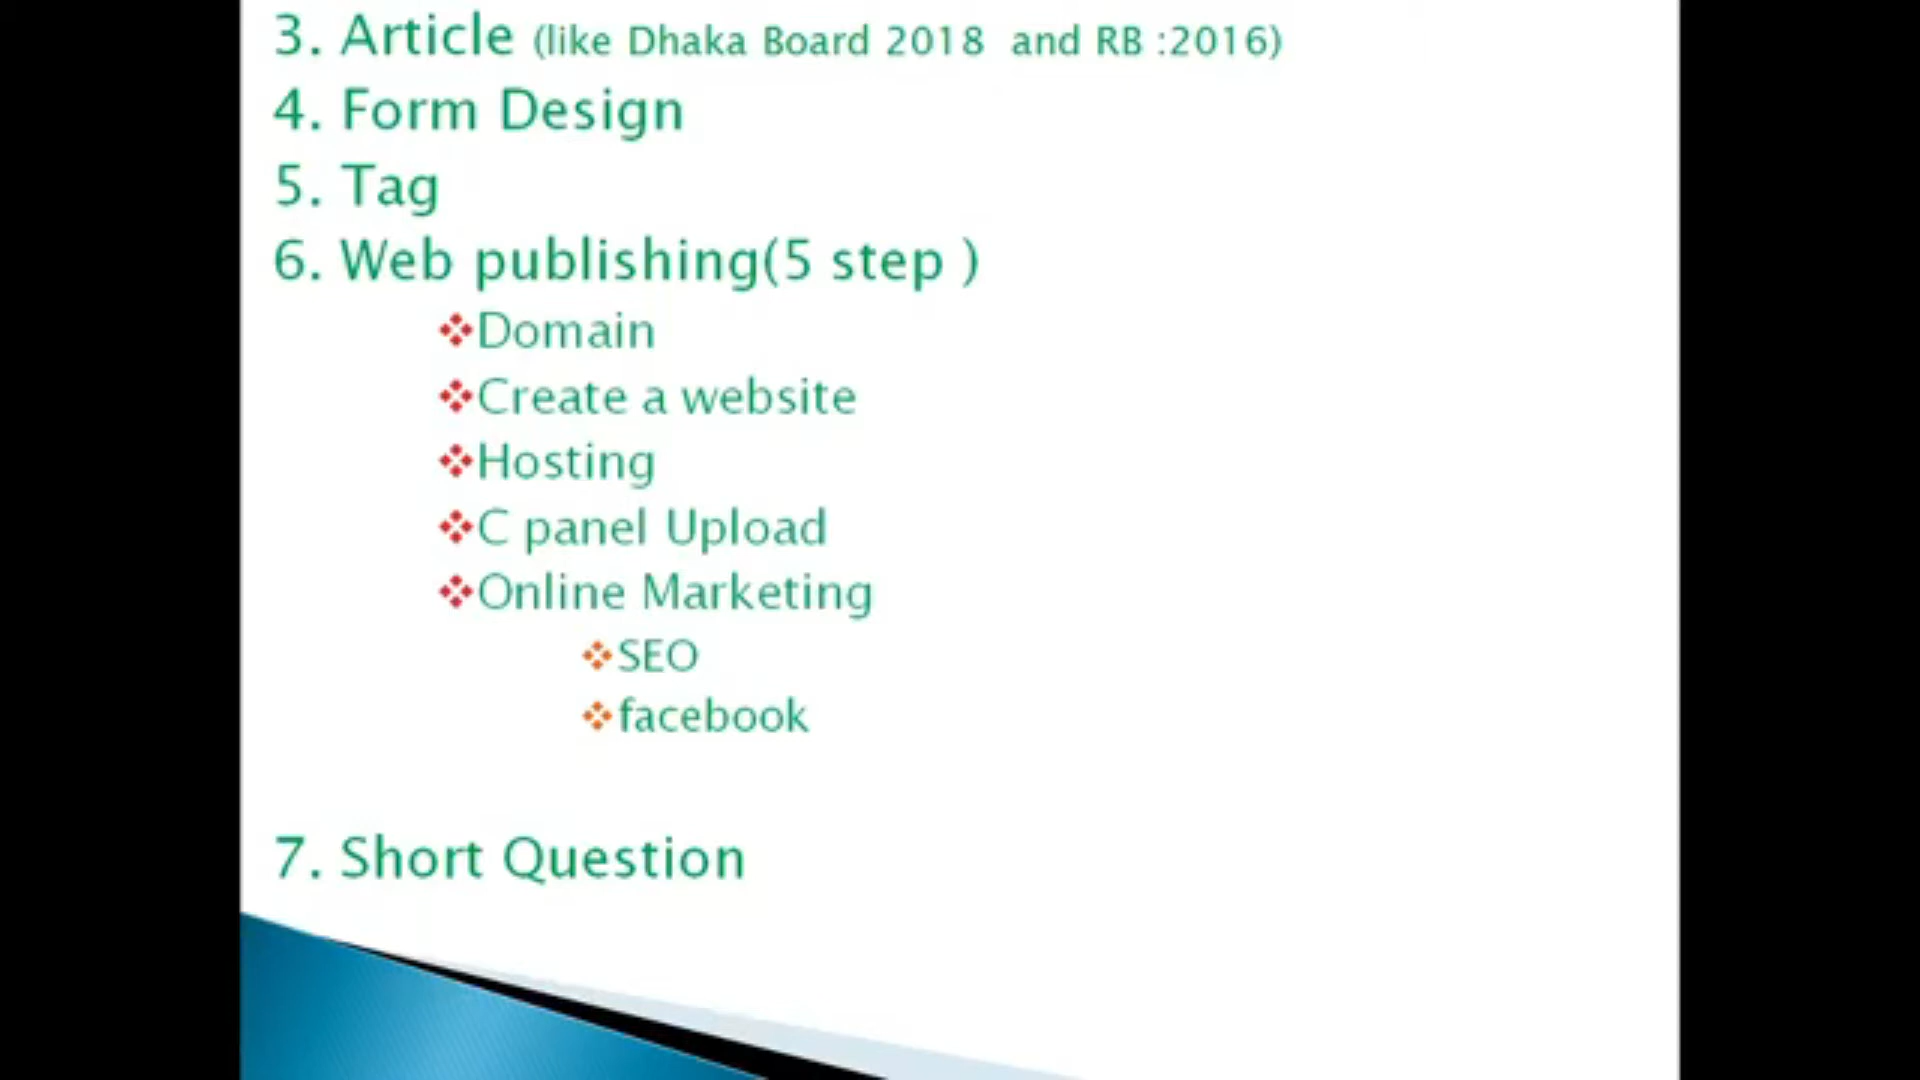 3. Article (like Dhaka Board 2018 and RB :2016)
4. Form Design
5. Tag
6. Web publishing(5 step )
Domain
Create a website
Hosting
C panel Upload
Online Marketing
SEO
facebook
7. Short Question